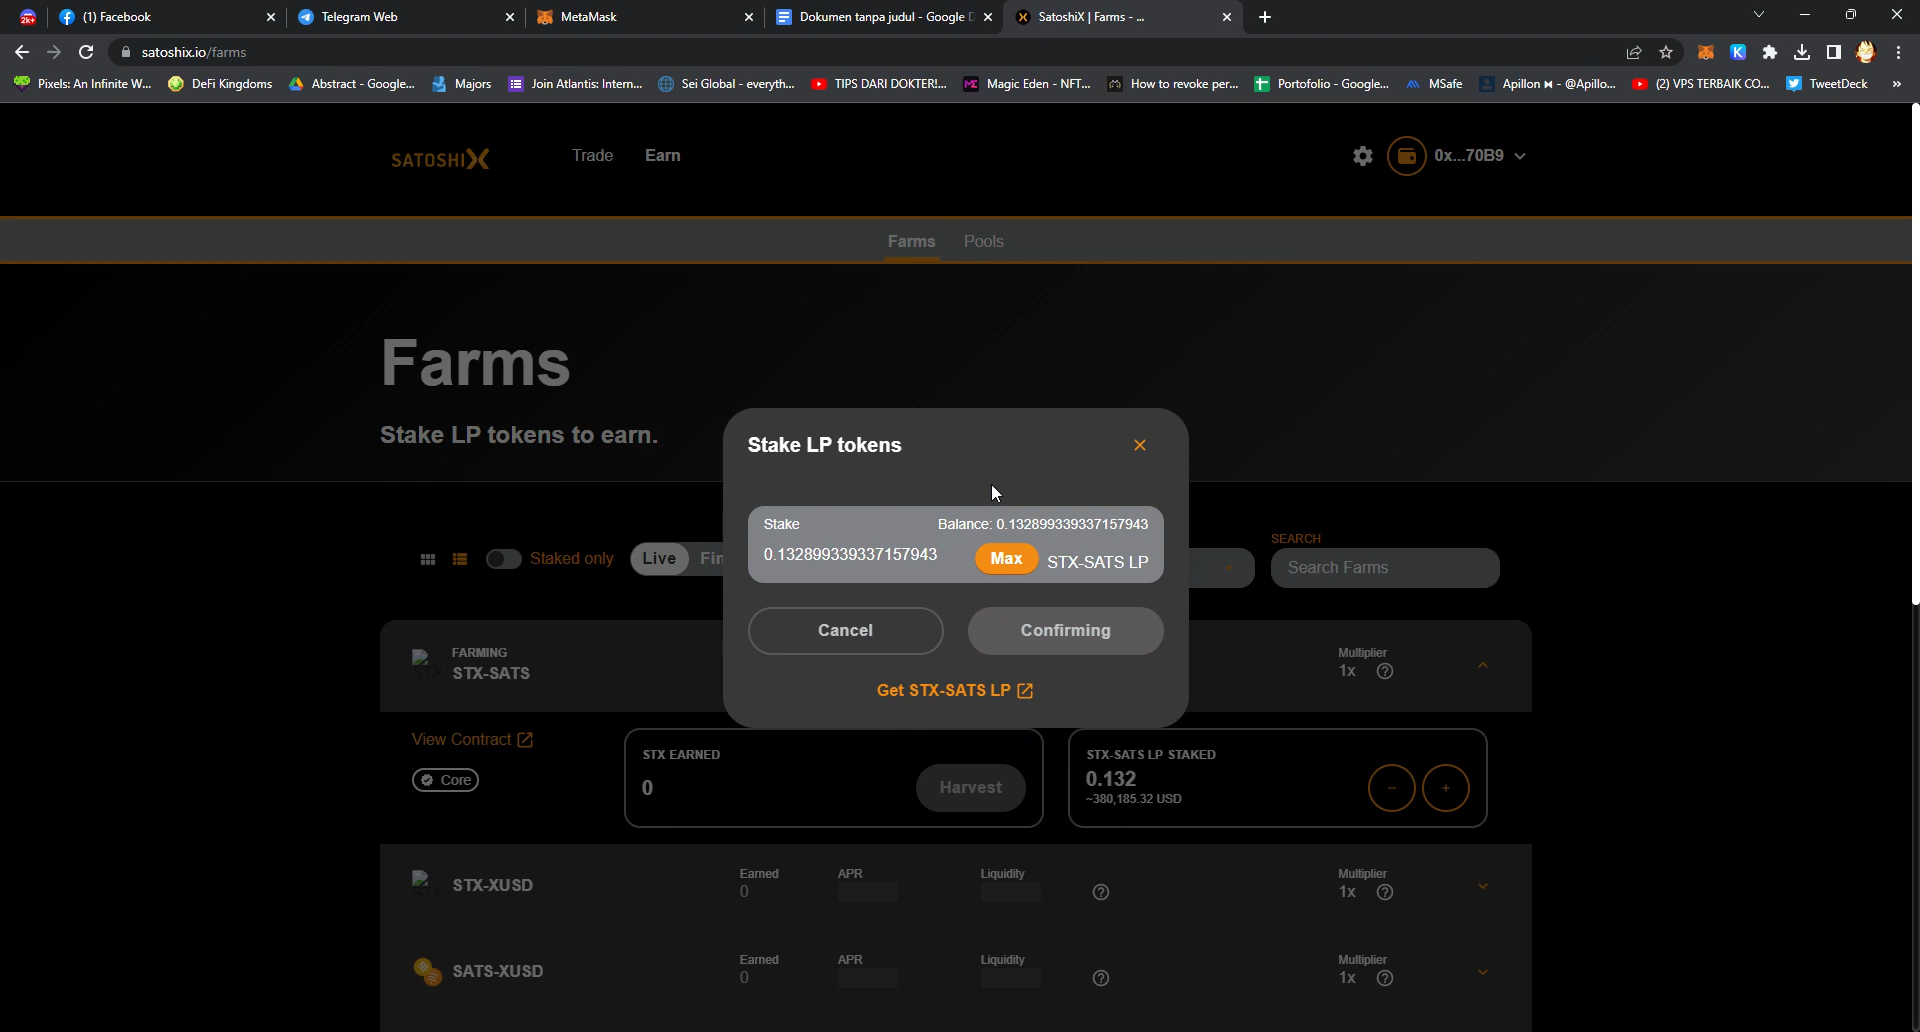 2K+
(1) Facebook
Telegram Web
MetaMask
Dokumen tanpa judul - Google D
SatoshiX | Farms - ...
satoshix.io/farms
Pixels: An Infinite W...
DeFi Kingdoms
Abstract - Google...
Majors
Join Atlantis: Intern...
Sei Global - everyth...
TIPS DARI DOKTER!...
Magic Eden - NFT...
How to revoke per...
Portofolio - Google...
MSafe
Apillon ⧓ - @Apillo...
(2) VPS TERBAIK CO...
TweetDeck
»
SATOSHIX
Trade
Earn
0x...70B9
Farms
Pools
Farms
Stake LP tokens to earn.
Stake LP tokens
Stake
Balance: 0.132899339337157943
0.132899339337157943
Max
STX-SATS LP
Cancel
Confirming
Get STX-SATS LP
Staked only
Live
Fin
SEARCH
Search Farms
FARMING
STX-SATS
Multiplier
1x
View Contract
Core
STX EARNED
0
Harvest
STX-SATS LP STAKED
0.132
~380,185.32 USD
-
+
STX-XUSD
Earned
0
APR
Liquidity
Multiplier
1x
SATS-XUSD
Earned
0
APR
Liquidity
Multiplier
1x